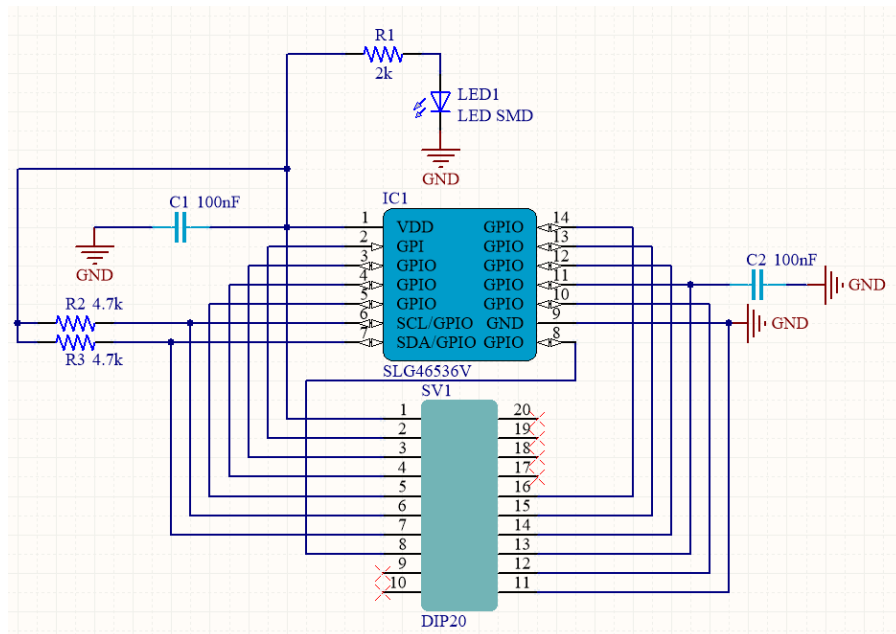 R1
2k
LED1
LED SMD
GND
C1 100nF
GND
IC1
1 VDD GPIO 14
2 GPI GPIO 13
3 GPIO GPIO 12
4 GPIO GPIO 11
5 GPIO GPIO 10
6 SCL/GPIO GND 9
7 SDA/GPIO GPIO 8
SLG46536V
C2 100nF
GND
GND
R2 4.7k
R3 4.7k
SV1
1 20
2 19
3 18
4 17
5 16
6 15
7 14
8 13
9 12
10 11
DIP20